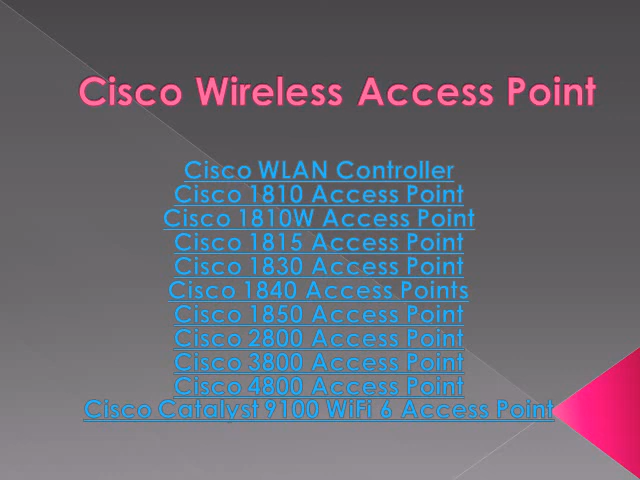 Cisco Wireless Access Point
Cisco WLAN Controller
Cisco 1810 Access Point
Cisco 1810W Access Point
Cisco 1815 Access Point
Cisco 1830 Access Point
Cisco 1840 Access Points
Cisco 1850 Access Point
Cisco 2800 Access Point
Cisco 3800 Access Point
Cisco 4800 Access Point
Cisco Catalyst 9100 WiFi 6 Access Point